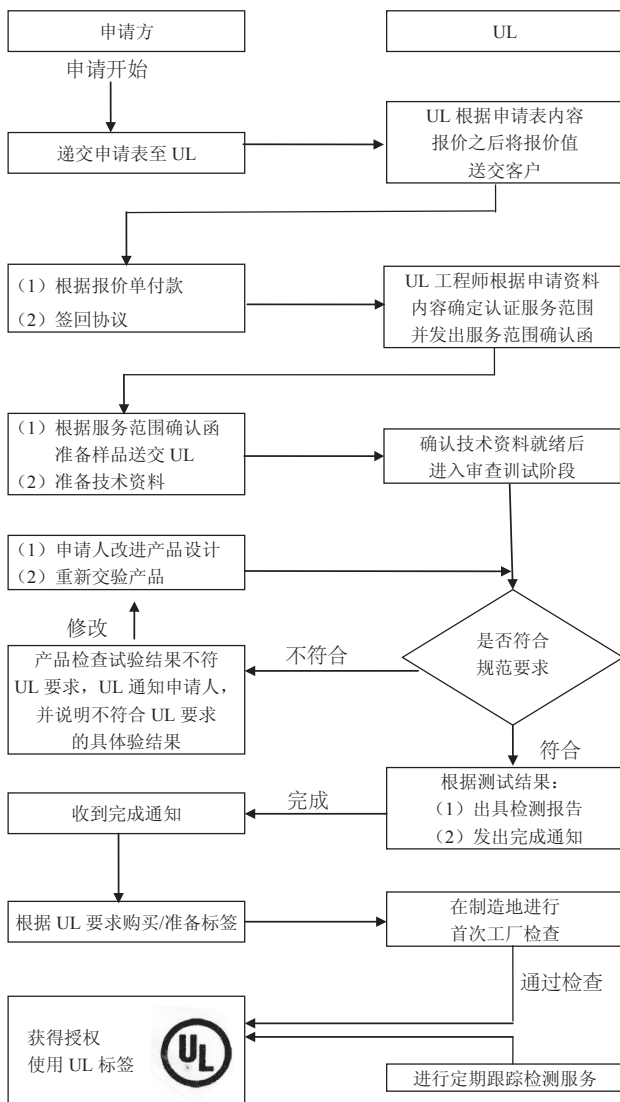 申请方
UL
申请开始
递交申请表至 UL
UL 根据申请表内容
报价之后将报价值
送交客户
（1）根据报价单付款
（2）签回协议
UL 工程师根据申请资料
内容确定认证服务范围
并发出服务范围确认函
（1）根据服务范围确认函
准备样品送交 UL
（2）准备技术资料
确认技术资料就绪后
进入审查训试阶段
（1）申请人改进产品设计
（2）重新交验产品
修改
是否符合
规范要求
不符合
产品检查试验结果不符
UL 要求，UL 通知申请人，
并说明不符合 UL 要求
的具体验结果
符合
根据测试结果：
（1）出具检测报告
（2）发出完成通知
完成
收到完成通知
根据 UL 要求购买/准备标签
在制造地进行
首次工厂检查
通过检查
获得授权
使用 UL 标签
UL
进行定期跟踪检测服务